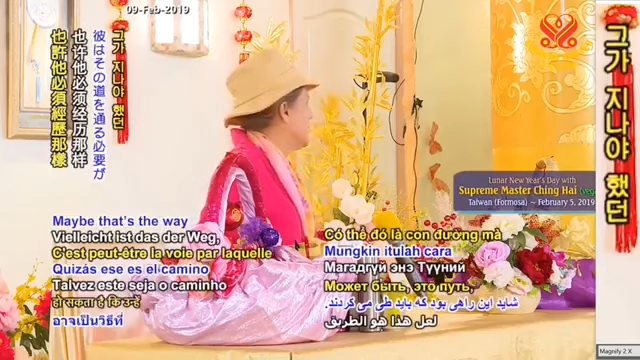 09-Feb-2019
그가 지나야 했던
彼はその道を通る必要が
也许他必须经历那样
也許他必須經歷那樣
그가 지나야 했던
Lunar New Year's Day with
Supreme Master Ching Hai (vegan)
Taiwan (Formosa) ~ February 5, 2019
Maybe that's the way
Vielleicht ist das der Weg,
C'est peut-être la voie par laquelle
Quizás ese es el camino
Talvez este seja o caminho
हो सकता है कि उन्हें
อาจเป็นวิธีที่
Có thể đó là con đường mà
Mungkin itulah cara
Магадгүй энэ Түүний
Может быть, это путь,
شاید این راهی بود که باید طی می کردند.
لعل هذا هو الطريق
Magnify 2 X